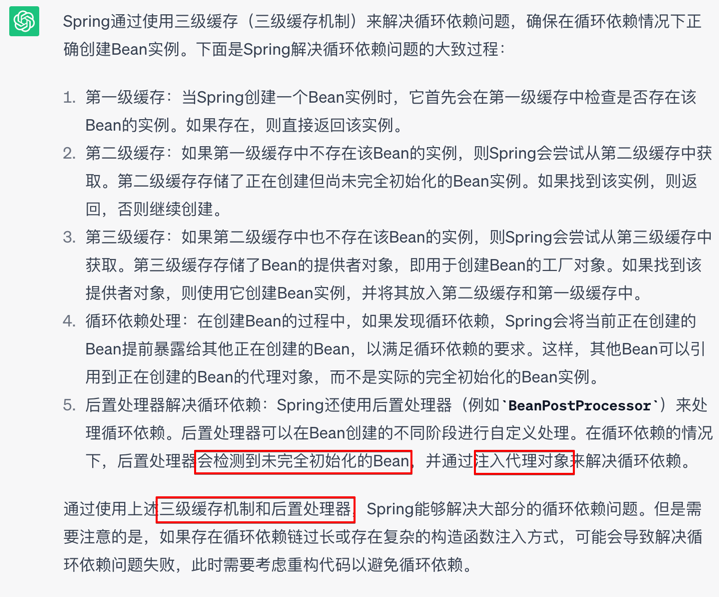 Spring通过使用三级缓存（三级缓存机制）来解决循环依赖问题，确保在循环依赖情况下正
确创建Bean实例。下面是Spring解决循环依赖问题的大致过程：
1. 第一级缓存：当Spring创建一个Bean实例时，它首先会在第一级缓存中检查是否存在该
Bean的实例。如果存在，则直接返回该实例。
2. 第二级缓存：如果第一级缓存中不存在该Bean的实例，则Spring会尝试从第二级缓存中获
取。第二级缓存存储了正在创建但尚未完全初始化的Bean实例。如果找到该实例，则返
回，否则继续创建。
3. 第三级缓存：如果第二级缓存中也不存在该Bean的实例，则Spring会尝试从第三级缓存中
获取。第三级缓存存储了Bean的提供者对象，即用于创建Bean的工厂对象。如果找到该
提供者对象，则使用它创建Bean实例，并将其放入第二级缓存和第一级缓存中。
4. 循环依赖处理：在创建Bean的过程中，如果发现循环依赖，Spring会将当前正在创建的
Bean提前暴露给其他正在创建的Bean，以满足循环依赖的要求。这样，其他Bean可以引
用到正在创建的Bean的代理对象，而不是实际的完全初始化的Bean实例。
5. 后置处理器解决循环依赖：Spring还使用后置处理器（例如`BeanPostProcessor`）来处
理循环依赖。后置处理器可以在Bean创建的不同阶段进行自定义处理。在循环依赖的情况
下，后置处理器会检测到未完全初始化的Bean，并通过注入代理对象来解决循环依赖。
通过使用上述三级缓存机制和后置处理器，Spring能够解决大部分的循环依赖问题。但是需
要注意的是，如果存在循环依赖链过长或存在复杂的构造函数注入方式，可能会导致解决循
环依赖问题失败，此时需要考虑重构代码以避免循环依赖。